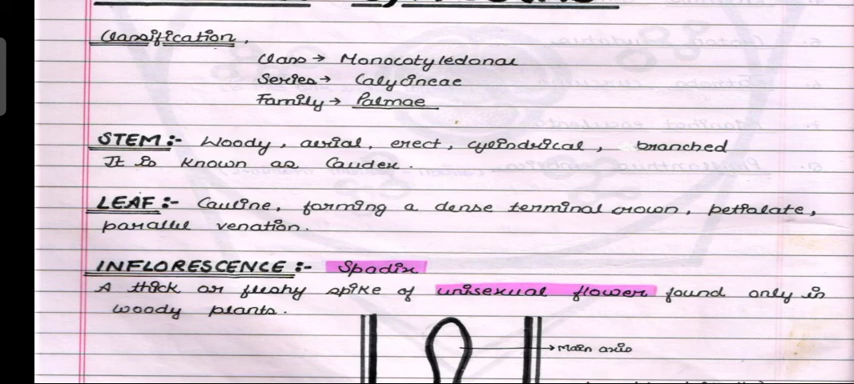 Classification.
Class → Monocotyledonae
Series → Calycineae
Family → Palmae
STEM :- Woody, aerial, erect, cylindrical, branched
It is known as Caudex.
LEAF :- Cauline, forming a dense terminal crown, petiolate,
parallel venation.
INFLORESCENCE :- Spadix
A thick or fleshy spike of unisexual flower found only in
woody plants.
→ Main axis